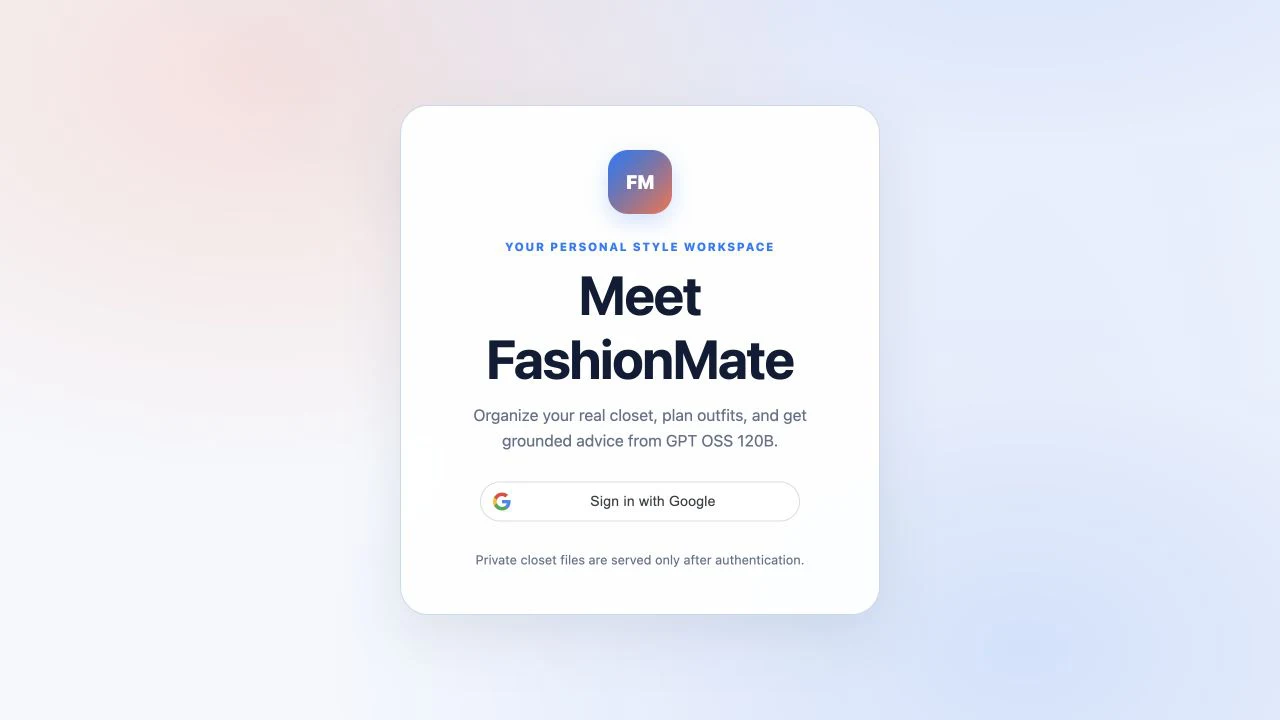 FM
YOUR PERSONAL STYLE WORKSPACE
Meet
FashionMate
Organize your real closet, plan outfits, and get
grounded advice from GPT OSS 120B.
Sign in with Google
Private closet files are served only after authentication.